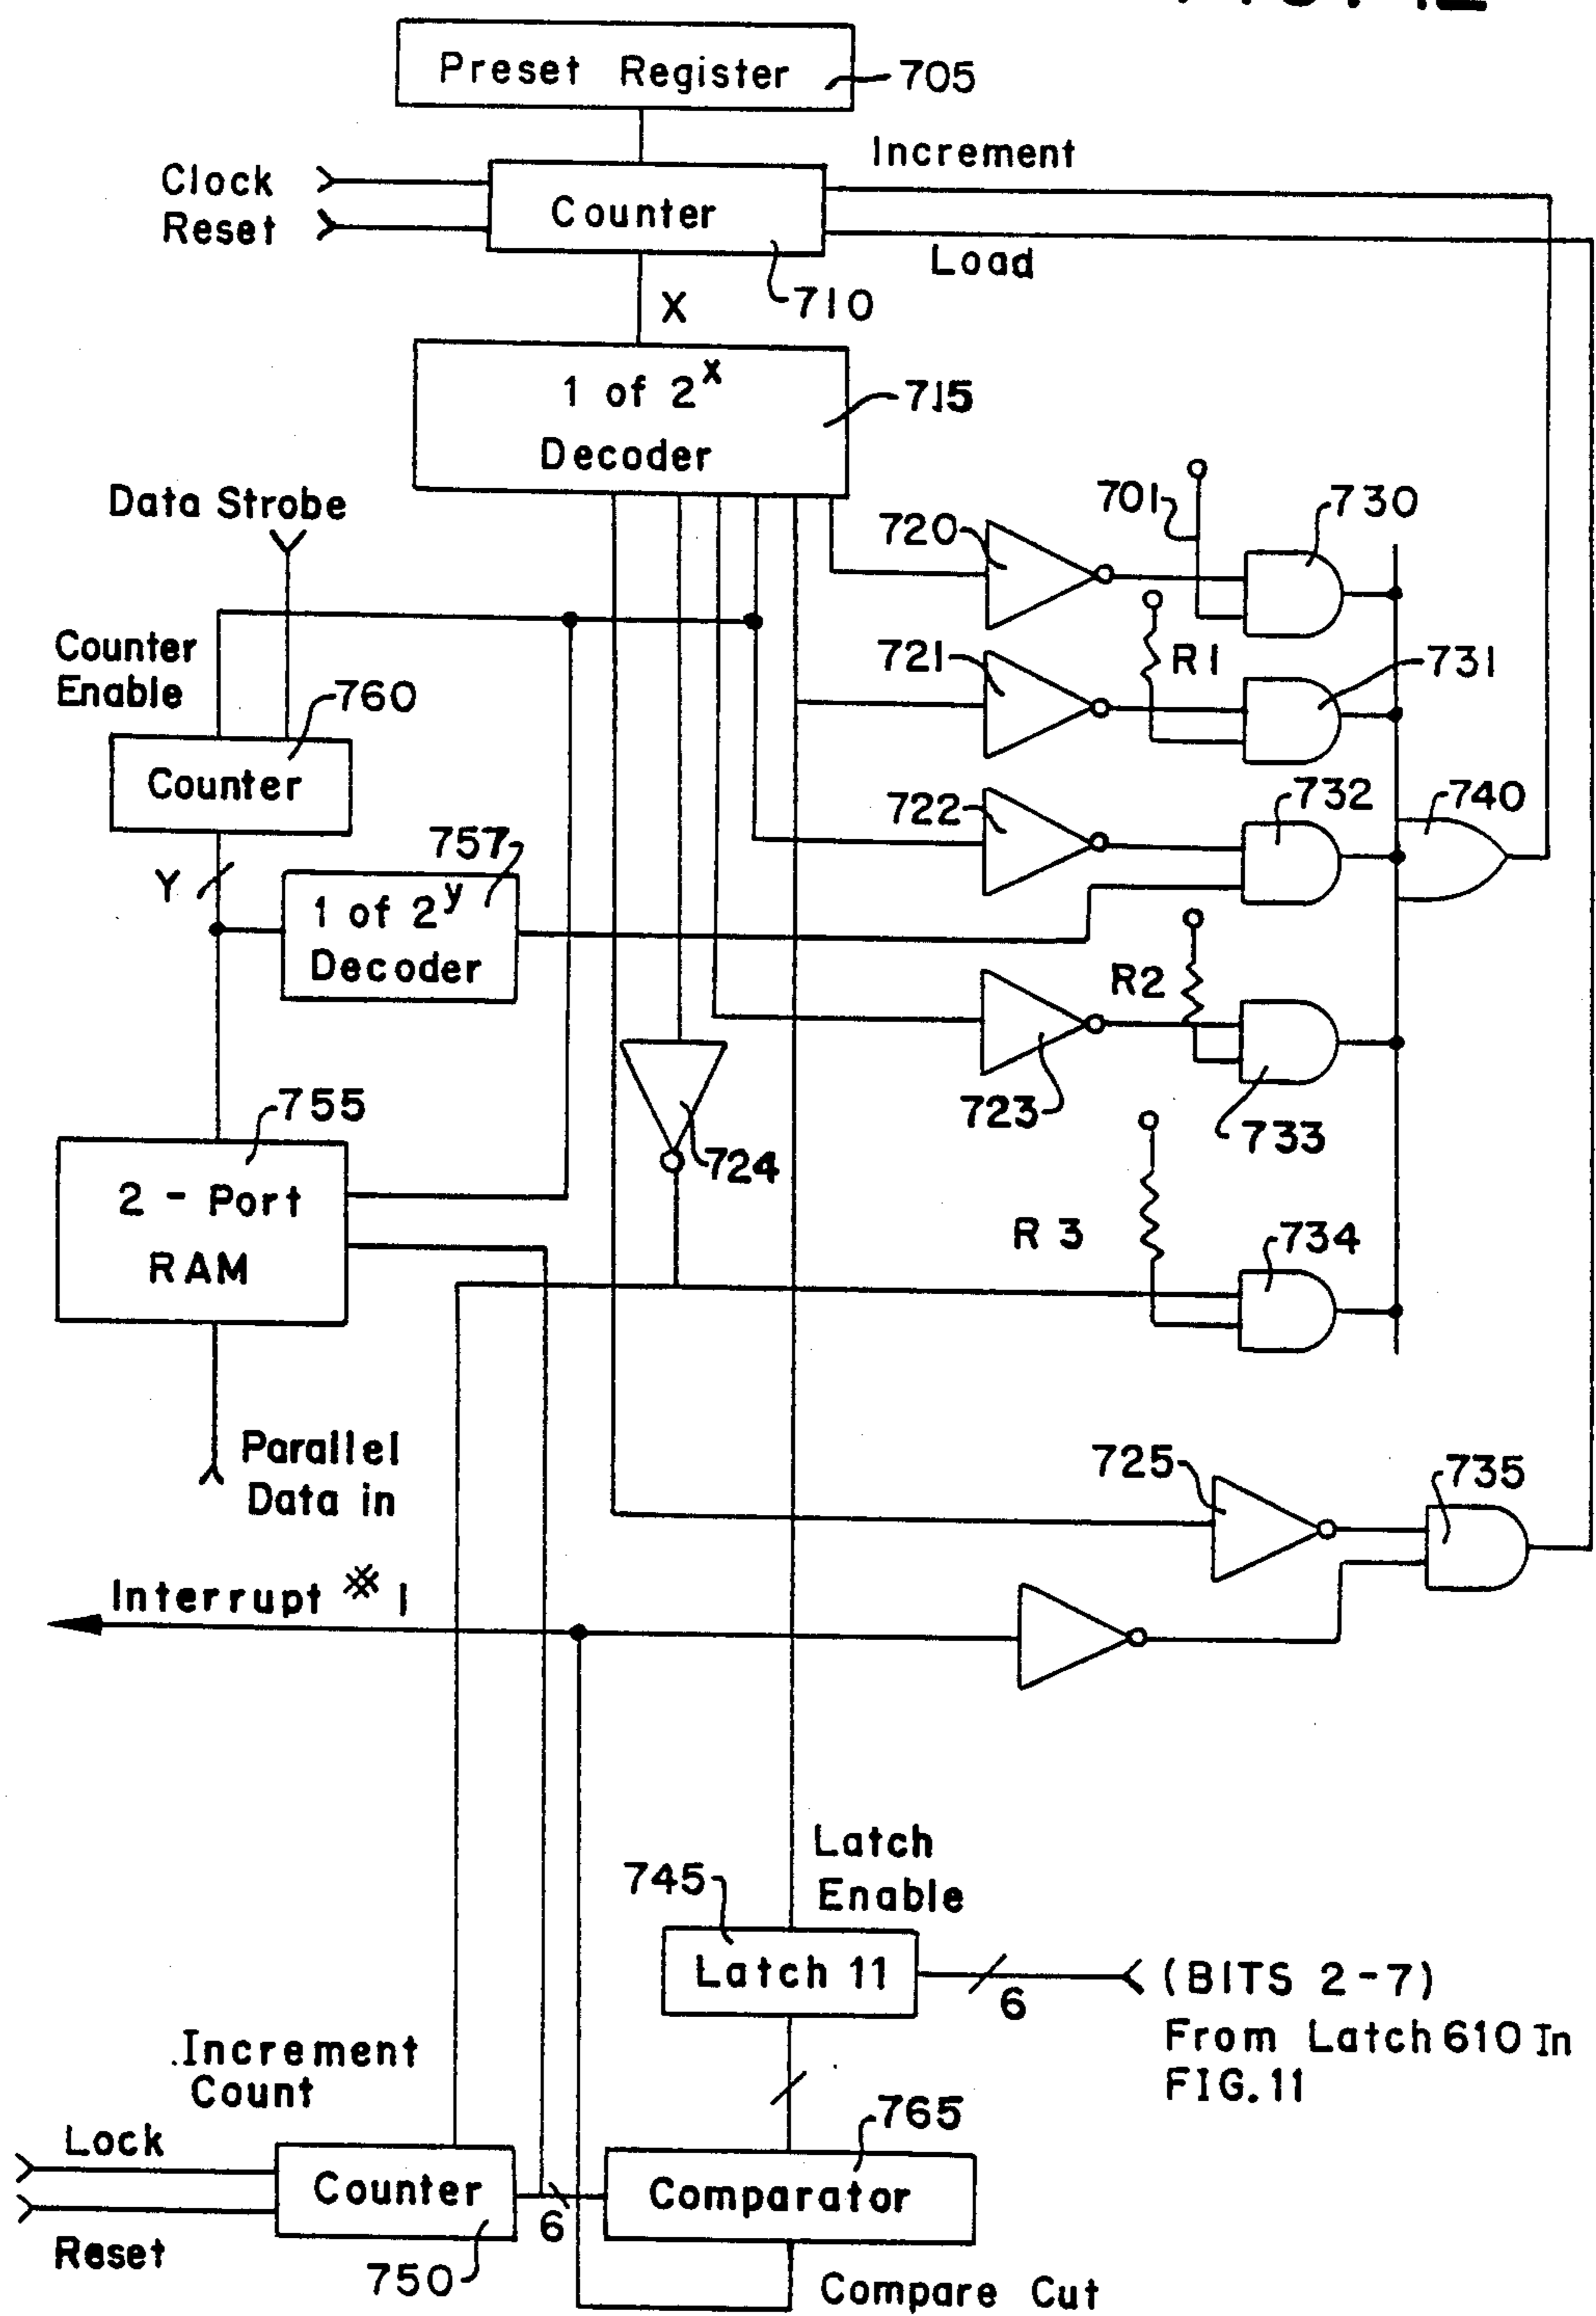 Preset Register
705
Increment
Clock
Reset
Counter
Load
710
X
1 of 2^x
Decoder
715
Data Strobe
701
730
720
Counter
Enable
R1
721
731
760
Counter
722
732
740
757
Y
1 of 2^y
Decoder
R2
723
733
755
2 - Port
RAM
724
R 3
734
Parallel
Data in
725
735
Interrupt ※ 1
Latch
Enable
745
Latch 11
6
(BITS 2-7)
From Latch 610 In
FIG. 11
Increment
Count
765
Lock
Counter
6
Comparator
Reset
750
Compare Cut